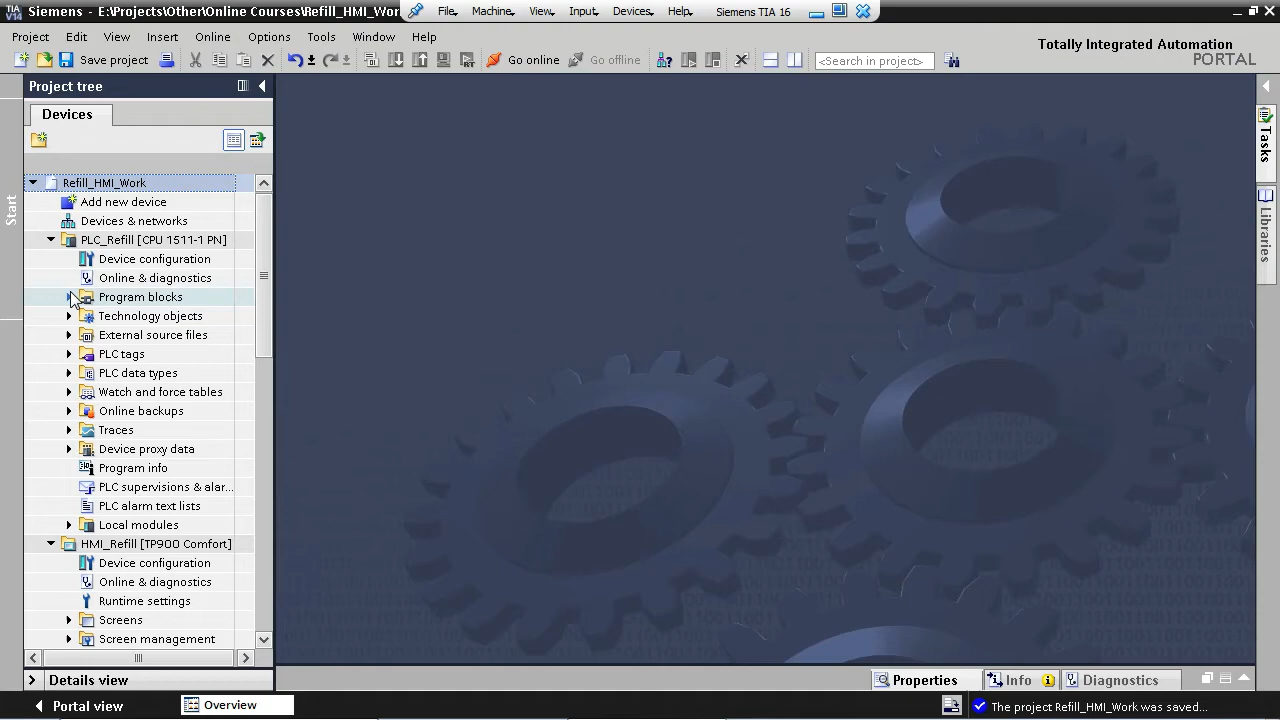 TIA V14 Siemens - E:\Projects\Other\Online Courses\Refill_HMI_Wor
File Machine View Input Devices Help Siemens TIA 16
Project Edit View Insert Online Options Tools Window Help
Totally Integrated Automation
PORTAL
Save project Go online Go offline <Search in project>
Project tree
Devices
Start
Refill_HMI_Work
Add new device
Devices & networks
PLC_Refill [CPU 1511-1 PN]
Device configuration
Online & diagnostics
Program blocks
Technology objects
External source files
PLC tags
PLC data types
Watch and force tables
Online backups
Traces
Device proxy data
Program info
PLC supervisions & alar...
PLC alarm text lists
Local modules
HMI_Refill [TP900 Comfort]
Device configuration
Online & diagnostics
Runtime settings
Screens
Screen management
Tasks
Libraries
Details view
Properties Info Diagnostics
Portal view Overview The project Refill_HMI_Work was saved...